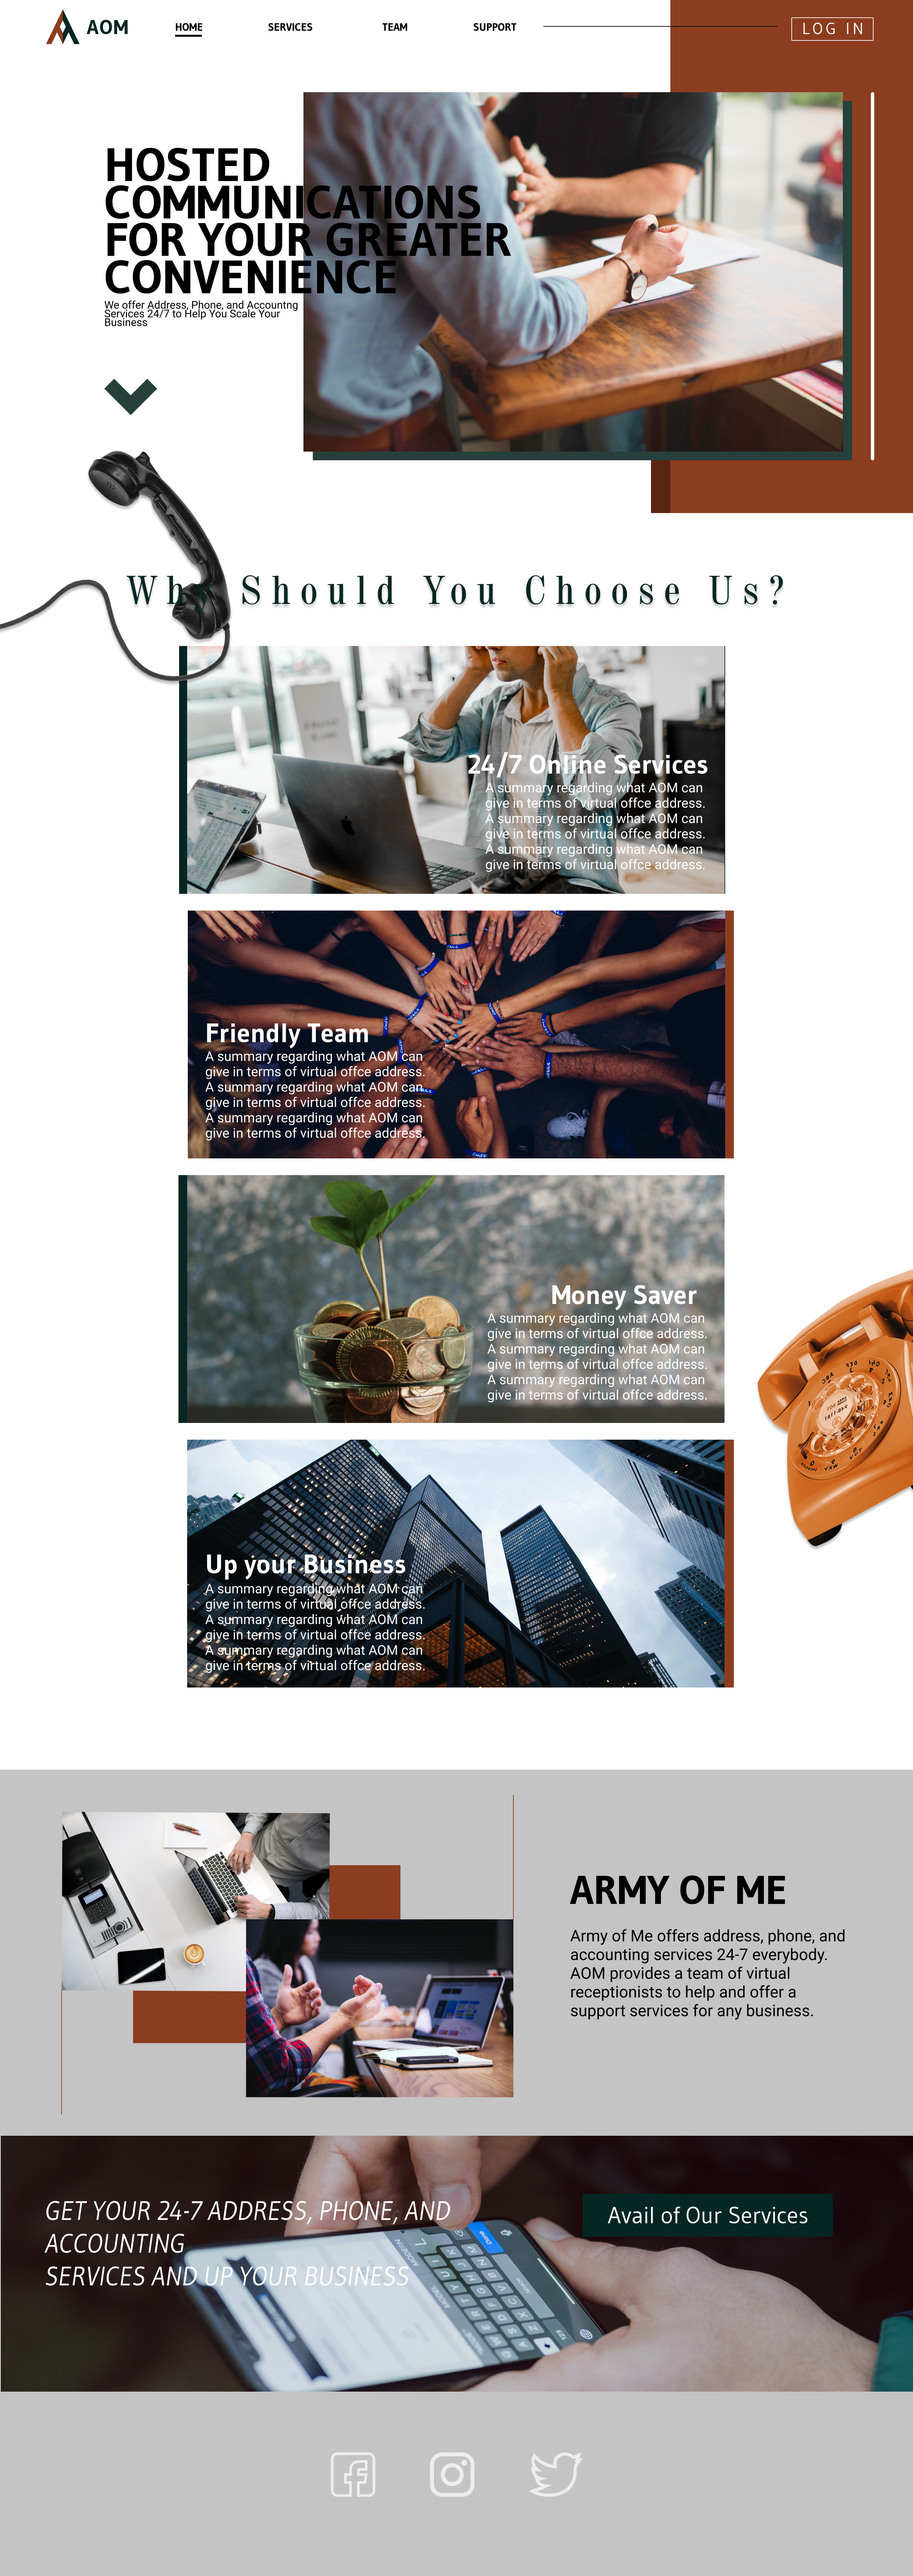 AOM
HOME
SERVICES
TEAM
SUPPORT
LOG IN
HOSTED
COMMUNICATIONS
FOR YOUR GREATER
CONVENIENCE
We offer Address, Phone, and Accountng
Services 24/7 to Help You Scale Your
Business
Why Should You Choose Us?
24/7 Online Services
A summary regarding what AOM can
give in terms of virtual offce address.
A summary regarding what AOM can
give in terms of virtual offce address.
A summary regarding what AOM can
give in terms of virtual offce address.
Friendly Team
A summary regarding what AOM can
give in terms of virtual offce address.
A summary regarding what AOM can
give in terms of virtual offce address.
A summary regarding what AOM can
give in terms of virtual offce address.
Money Saver
A summary regarding what AOM can
give in terms of virtual offce address.
A summary regarding what AOM can
give in terms of virtual offce address.
A summary regarding what AOM can
give in terms of virtual offce address.
Up your Business
A summary regarding what AOM can
give in terms of virtual offce address.
A summary regarding what AOM can
give in terms of virtual offce address.
A summary regarding what AOM can
give in terms of virtual offce address.
ARMY OF ME
Army of Me offers address, phone, and
accounting services 24-7 everybody.
AOM provides a team of virtual
receptionists to help and offer a
support services for any business.
GET YOUR 24-7 ADDRESS, PHONE, AND
ACCOUNTING
SERVICES AND UP YOUR BUSINESS
Avail of Our Services